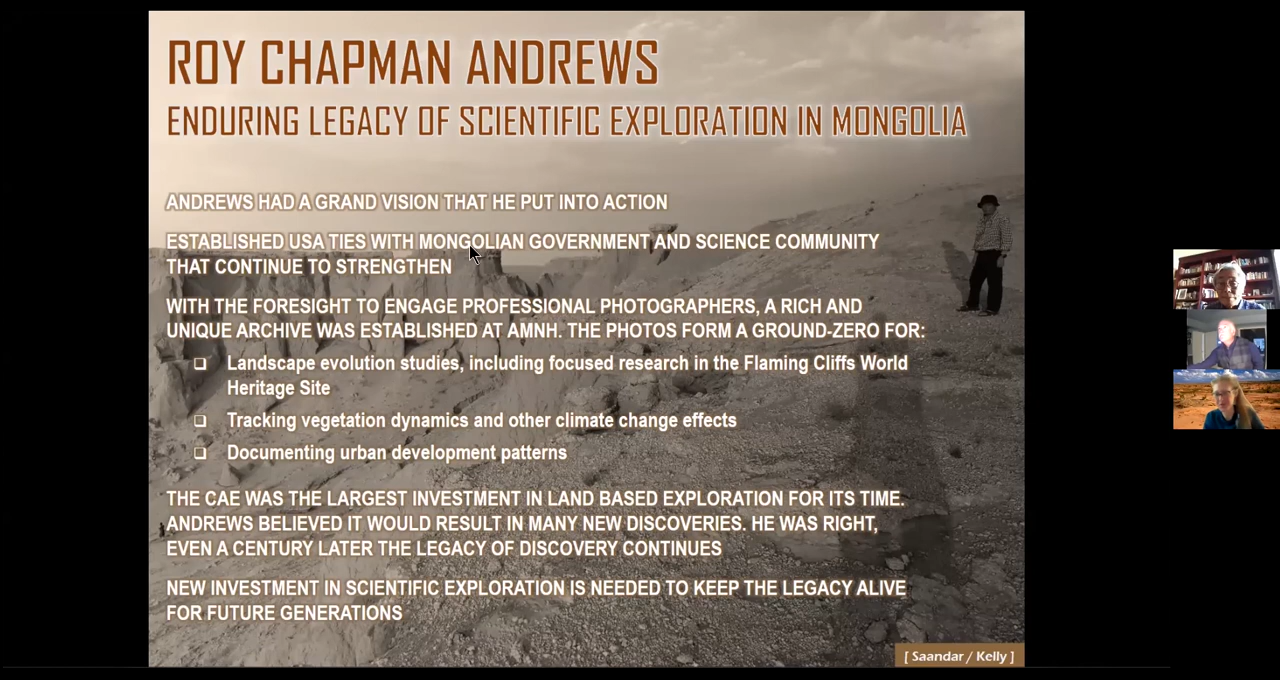 ROY CHAPMAN ANDREWS
ENDURING LEGACY OF SCIENTIFIC EXPLORATION IN MONGOLIA
ANDREWS HAD A GRAND VISION THAT HE PUT INTO ACTION
ESTABLISHED USA TIES WITH MONGOLIAN GOVERNMENT AND SCIENCE COMMUNITY
THAT CONTINUE TO STRENGTHEN
WITH THE FORESIGHT TO ENGAGE PROFESSIONAL PHOTOGRAPHERS, A RICH AND
UNIQUE ARCHIVE WAS ESTABLISHED AT AMNH. THE PHOTOS FORM A GROUND-ZERO FOR:
Landscape evolution studies, including focused research in the Flaming Cliffs World
Heritage Site
Tracking vegetation dynamics and other climate change effects
Documenting urban development patterns
THE CAE WAS THE LARGEST INVESTMENT IN LAND BASED EXPLORATION FOR ITS TIME.
ANDREWS BELIEVED IT WOULD RESULT IN MANY NEW DISCOVERIES. HE WAS RIGHT,
EVEN A CENTURY LATER THE LEGACY OF DISCOVERY CONTINUES
NEW INVESTMENT IN SCIENTIFIC EXPLORATION IS NEEDED TO KEEP THE LEGACY ALIVE
FOR FUTURE GENERATIONS
[ Saandar / Kelly ]